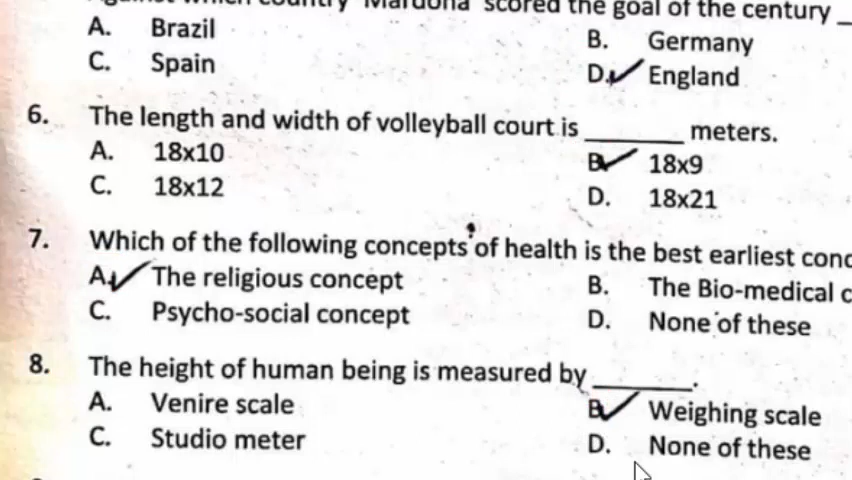 Mardona scored the goal of the century _
A. Brazil B. Germany
C. Spain D. England
6. The length and width of volleyball court is ________ meters.
A. 18x10 B. 18x9
C. 18x12 D. 18x21
7. Which of the following concepts of health is the best earliest conc
A. The religious concept B. The Bio-medical c
C. Psycho-social concept D. None of these
8. The height of human being is measured by ________.
A. Venire scale B. Weighing scale
C. Studio meter D. None of these